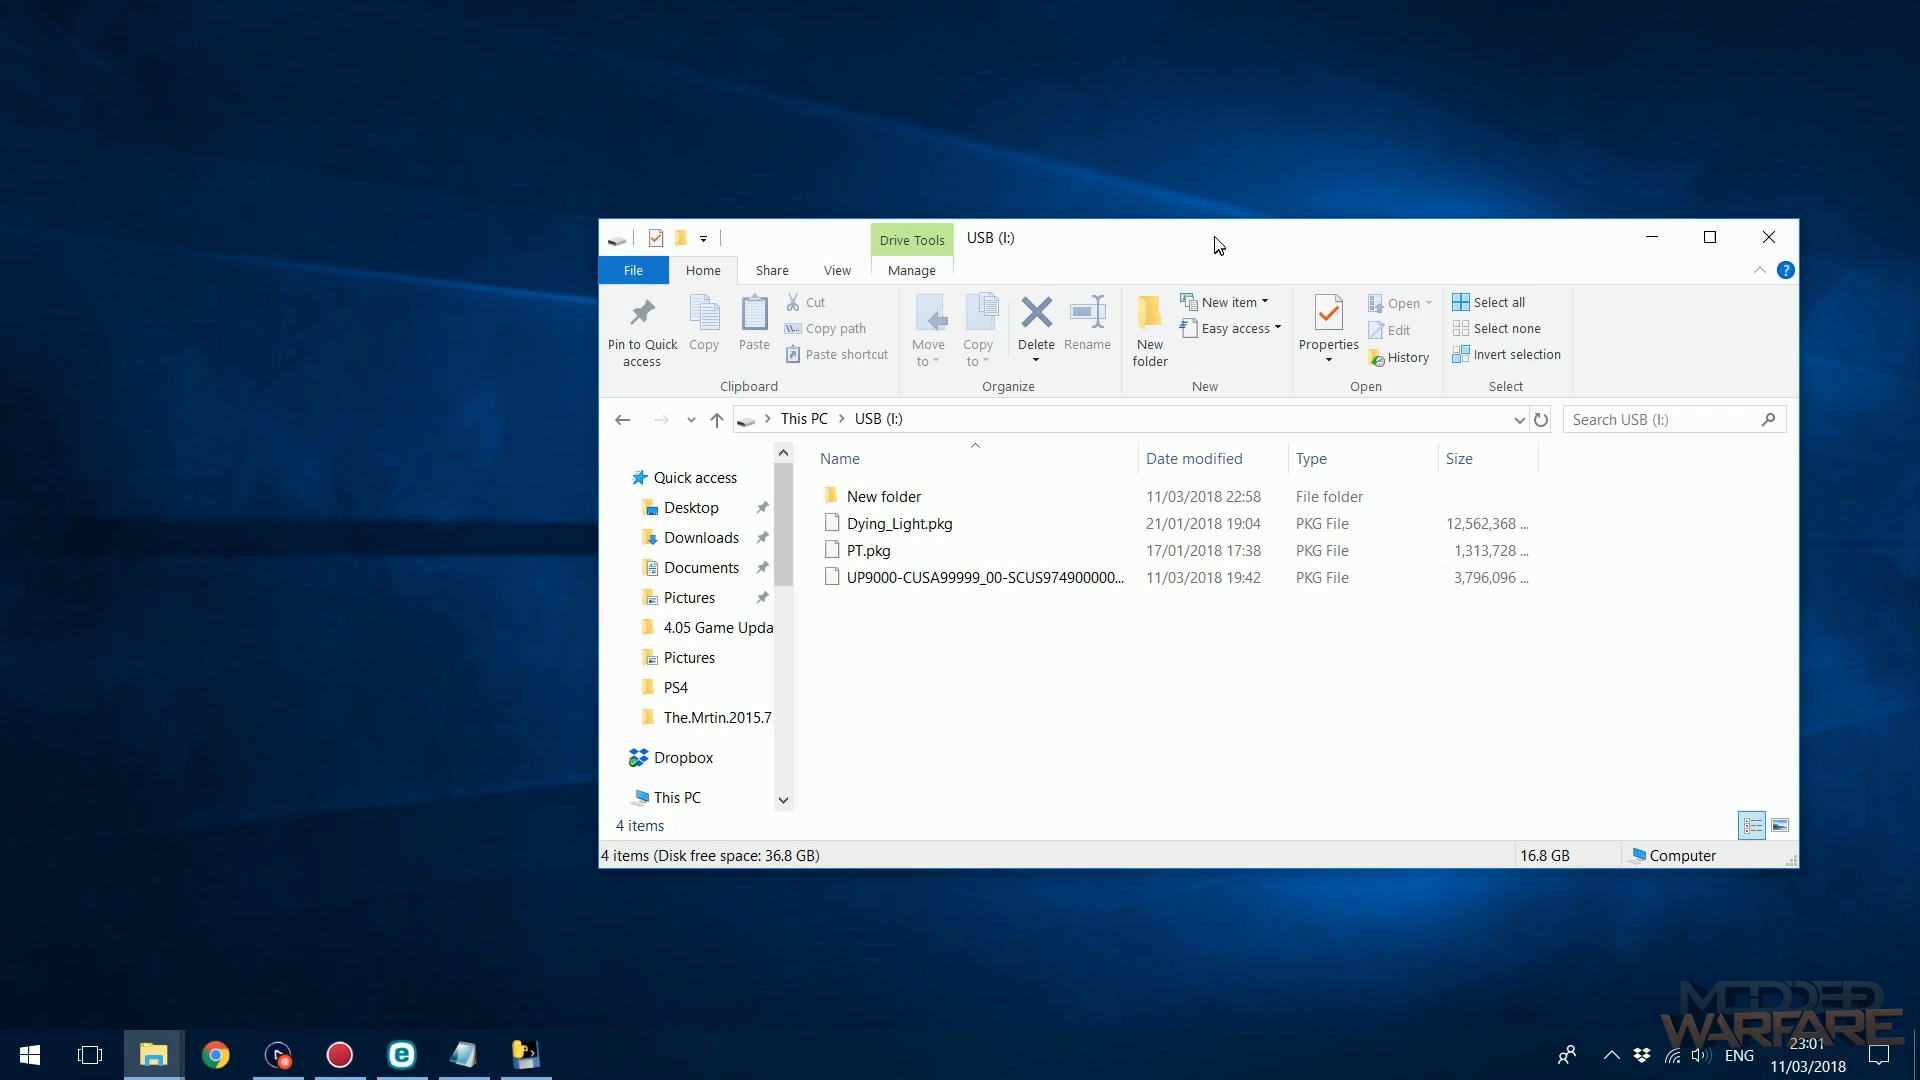 Drive Tools
USB (I:)
File
Home
Share
View
Manage
Pin to Quick access
Copy
Paste
Cut
Copy path
Paste shortcut
Clipboard
Move to
Copy to
Delete
Rename
Organize
New folder
New item
Easy access
New
Properties
Open
Edit
History
Open
Select all
Select none
Invert selection
Select
This PC
USB (I:)
Search USB (I:)
Quick access
Desktop
Downloads
Documents
Pictures
4.05 Game Upda
Pictures
PS4
The.Mrtin.2015.7
Dropbox
This PC
Name Date modified Type Size
New folder 11/03/2018 22:58 File folder
Dying_Light.pkg 21/01/2018 19:04 PKG File 12,562,368 ...
PT.pkg 17/01/2018 17:38 PKG File 1,313,728 ...
UP9000-CUSA99999_00-SCUS974900000... 11/03/2018 19:42 PKG File 3,796,096 ...
4 items
4 items (Disk free space: 36.8 GB) 16.8 GB Computer
MODDED
WARFARE
ENG
23:01
11/03/2018